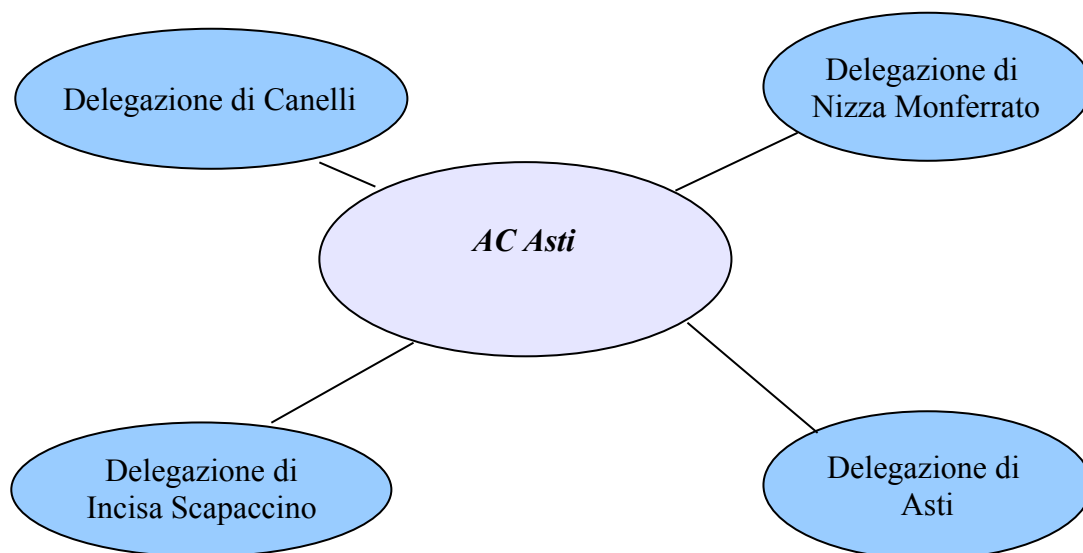 Delegazione di Canelli
Delegazione di
Nizza Monferrato
AC Asti
Delegazione di
Incisa Scapaccino
Delegazione di
Asti